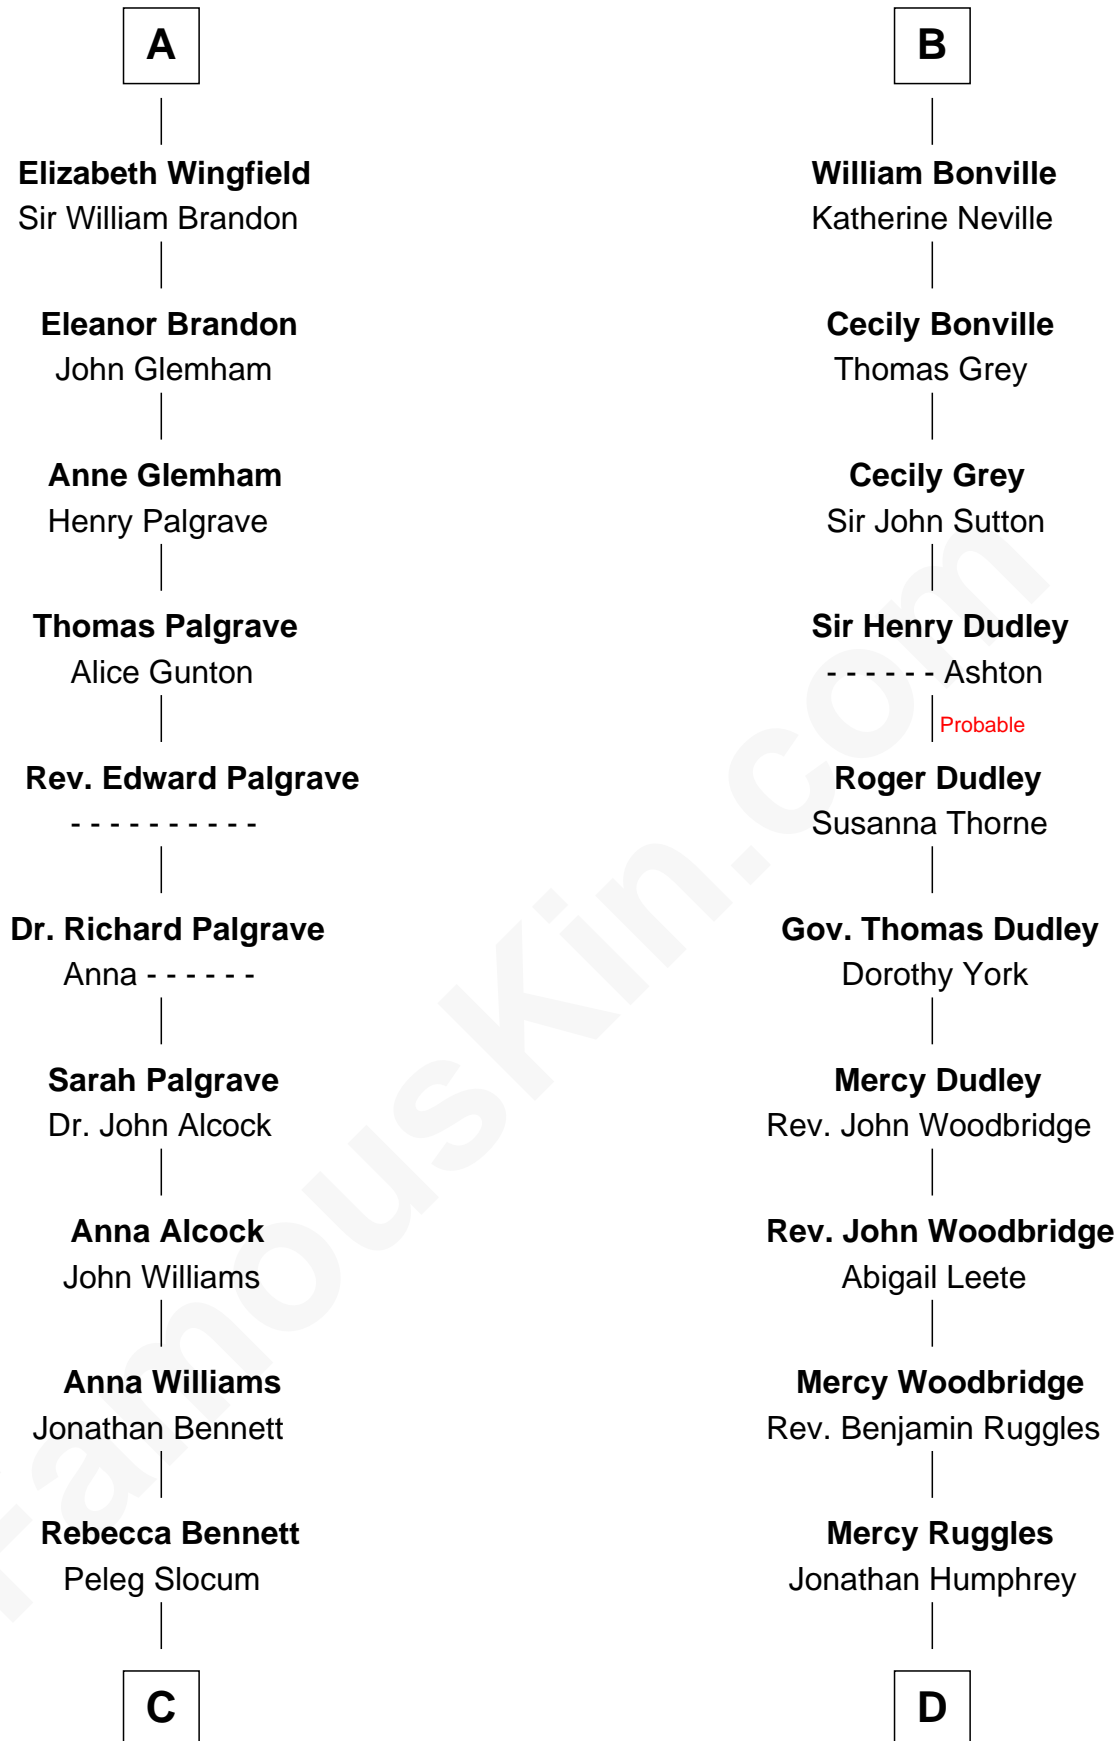 A
Elizabeth Wingfield
Sir William Brandon
Eleanor Brandon
John Glemham
Anne Glemham
Henry Palgrave
Thomas Palgrave
Alice Gunton
Rev. Edward Palgrave
- - - - - - - - - -
Dr. Richard Palgrave
Anna - - - - - -
Sarah Palgrave
Dr. John Alcock
Anna Alcock
John Williams
Anna Williams
Jonathan Bennett
Rebecca Bennett
Peleg Slocum
C
B
William Bonville
Katherine Neville
Cecily Bonville
Thomas Grey
Cecily Grey
Sir John Sutton
Sir Henry Dudley
- - - - - - Ashton
Probable
Roger Dudley
Susanna Thorne
Gov. Thomas Dudley
Dorothy York
Mercy Dudley
Rev. John Woodbridge
Rev. John Woodbridge
Abigail Leete
Mercy Woodbridge
Rev. Benjamin Ruggles
Mercy Ruggles
Jonathan Humphrey
D
FamousKin.com